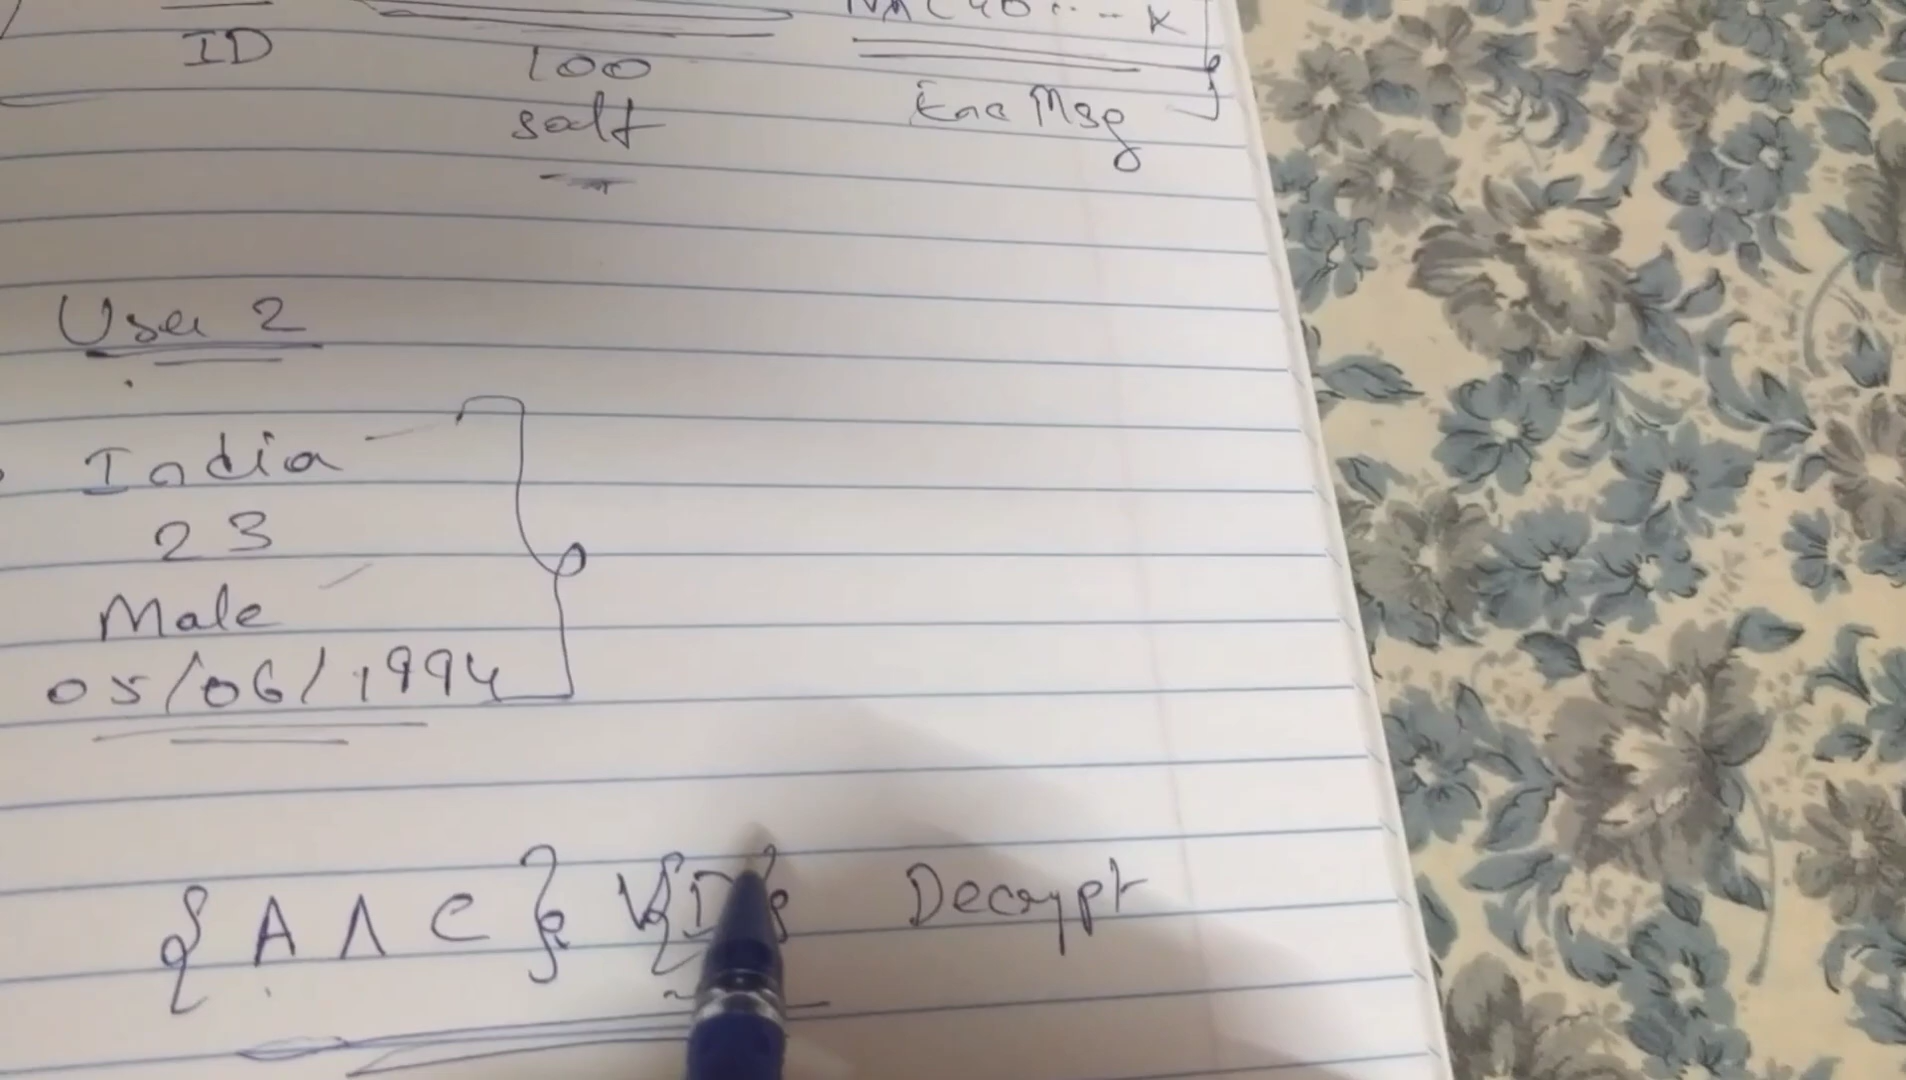 ID 100 Enc Msg
salt
User 2
India
23
Male
05/06/1994
{ A Λ C } V { D } Decrypt